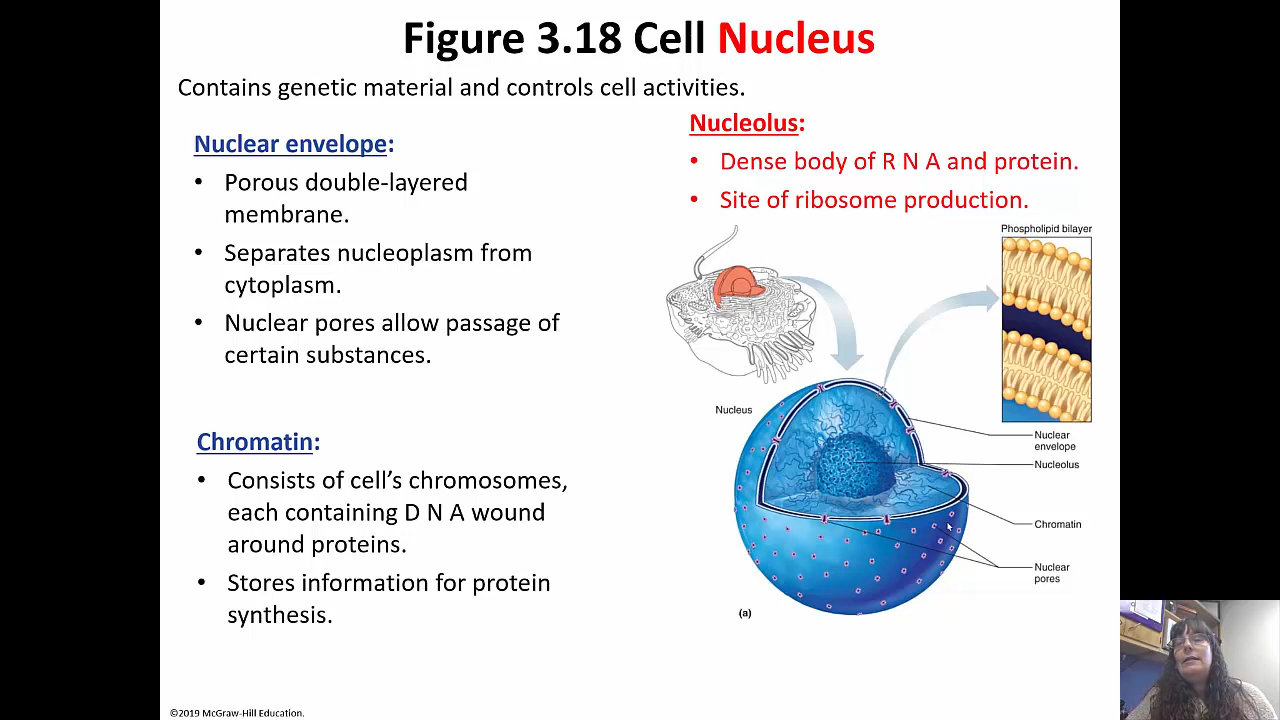 Figure 3.18 Cell Nucleus
Contains genetic material and controls cell activities.
Nuclear envelope:
• Porous double-layered
membrane.
• Separates nucleoplasm from
cytoplasm.
• Nuclear pores allow passage of
certain substances.
Chromatin:
• Consists of cell’s chromosomes,
each containing D N A wound
around proteins.
• Stores information for protein
synthesis.
Nucleolus:
• Dense body of R N A and protein.
• Site of ribosome production.
Phospholipid bilayer
Nucleus
Nuclear
envelope
Nucleolus
Chromatin
Nuclear
pores
(a)
©2019 McGraw-Hill Education.